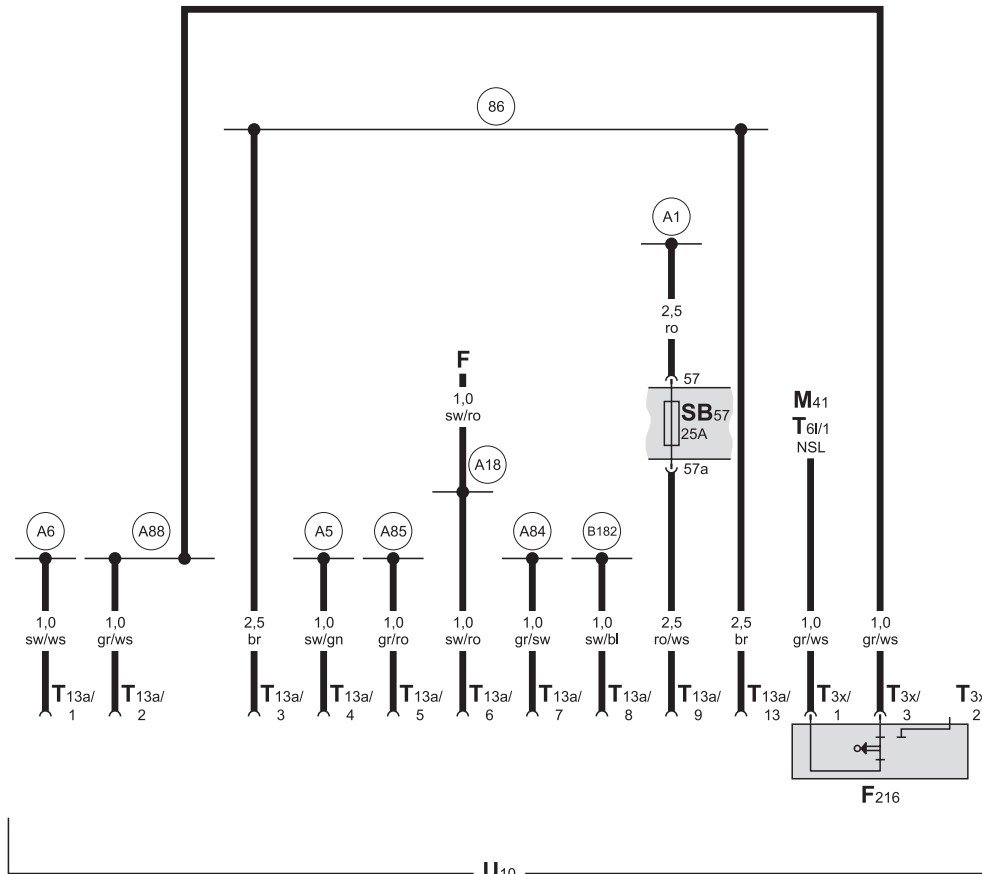 86
A1
2,5
ro
F
1,0
sw/ro
57
SB57
25A
57a
M41
T6l/1
NSL
A18
A6
A88
A5
A85
A84
B182
1,0 1,0 2,5 1,0 1,0 1,0 1,0 1,0 2,5 2,5 1,0 1,0
sw/ws gr/ws br sw/gn gr/ro sw/ro gr/sw sw/bl ro/ws br gr/ws gr/ws
T13a/ T13a/ T13a/ T13a/ T13a/ T13a/ T13a/ T13a/ T13a/ T13a/ T3x/ T3x/ T3x
1 2 3 4 5 6 7 8 9 13 1 3 2
F216
U10